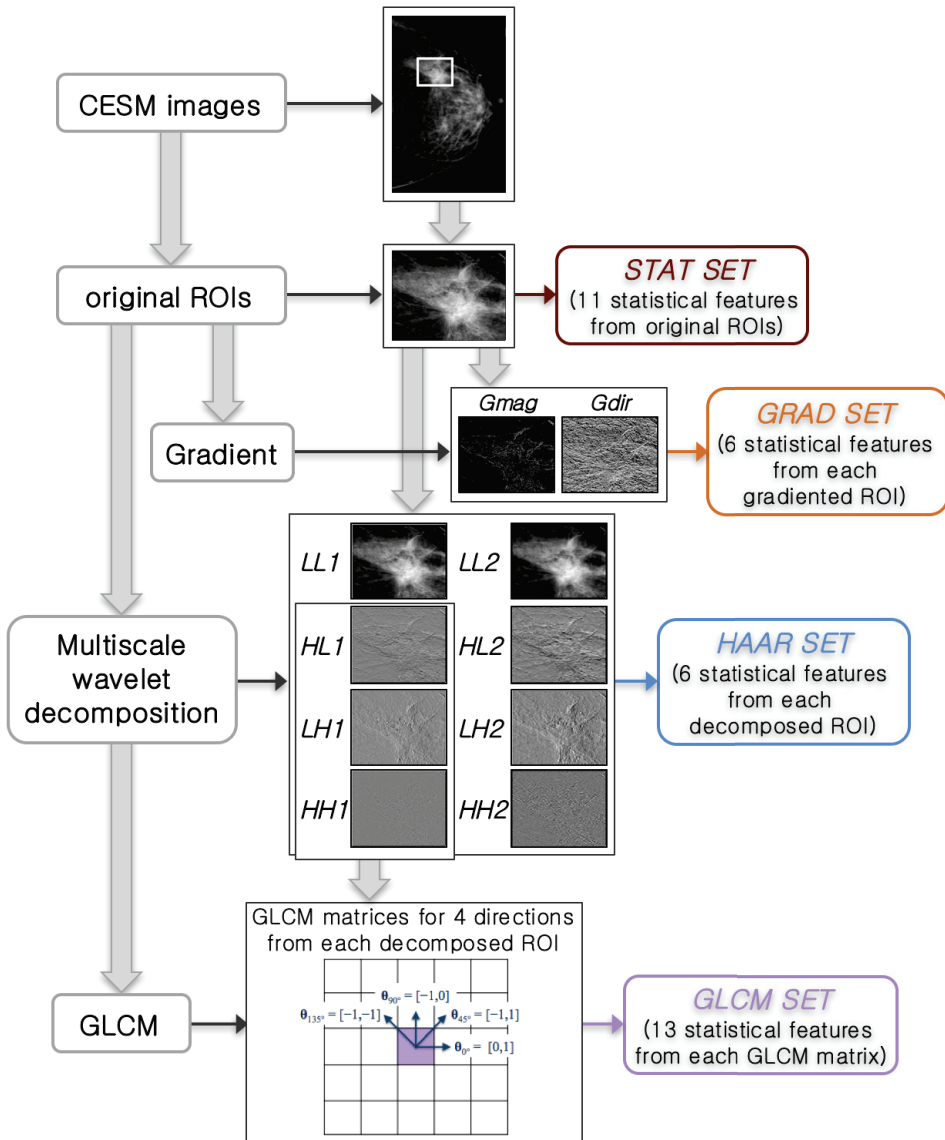 CESM images
original ROIs
STAT SET
(11 statistical features
from original ROIs)
Gradient
Gmag Gdir
GRAD SET
(6 statistical features
from each
gradiented ROI)
Multiscale
wavelet
decomposition
LL1 LL2
HL1 HL2
LH1 LH2
HH1 HH2
HAAR SET
(6 statistical features
from each
decomposed ROI)
GLCM
GLCM matrices for 4 directions
from each decomposed ROI
θ90° = [-1,0]
θ135° = [-1,-1] θ45° = [-1,1]
θ0° = [0,1]
GLCM SET
(13 statistical features
from each GLCM matrix)